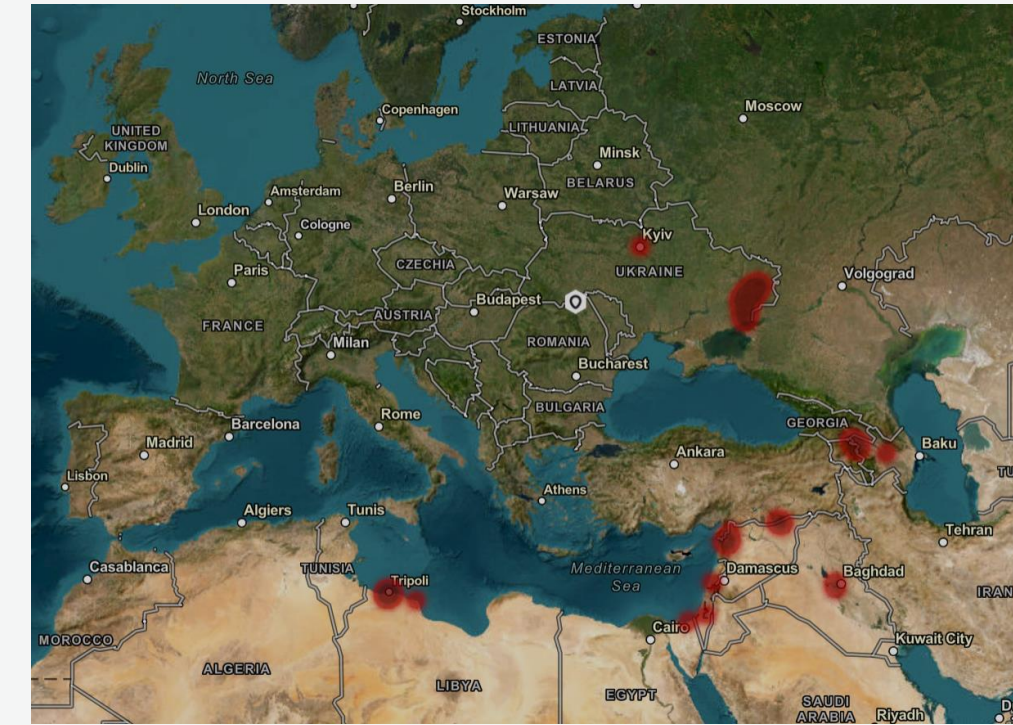 Stockholm
ESTONIA
North Sea
LATVIA
Copenhagen
Moscow
UNITED
KINGDOM
LITHUANIA
Dublin
Minsk
Amsterdam
Berlin
Warsaw
BELARUS
London
Cologne
Kyiv
Paris
CZECHIA
UKRAINE
Volgograd
Budapest
FRANCE
AUSTRIA
Milan
ROMANIA
Bucharest
Rome
BULGARIA
Barcelona
GEORGIA
Madrid
Ankara
Baku
Lisbon
TU
Athens
Algiers
Tunis
Tehran
Casablanca
TUNISIA
Mediterranean
Sea
Damascus
Baghdad
Tripoli
IRAN
Cairo
MOROCCO
Kuwait City
ALGERIA
LIBYA
EGYPT
SAUDI
ARABIA
Riyadh
D